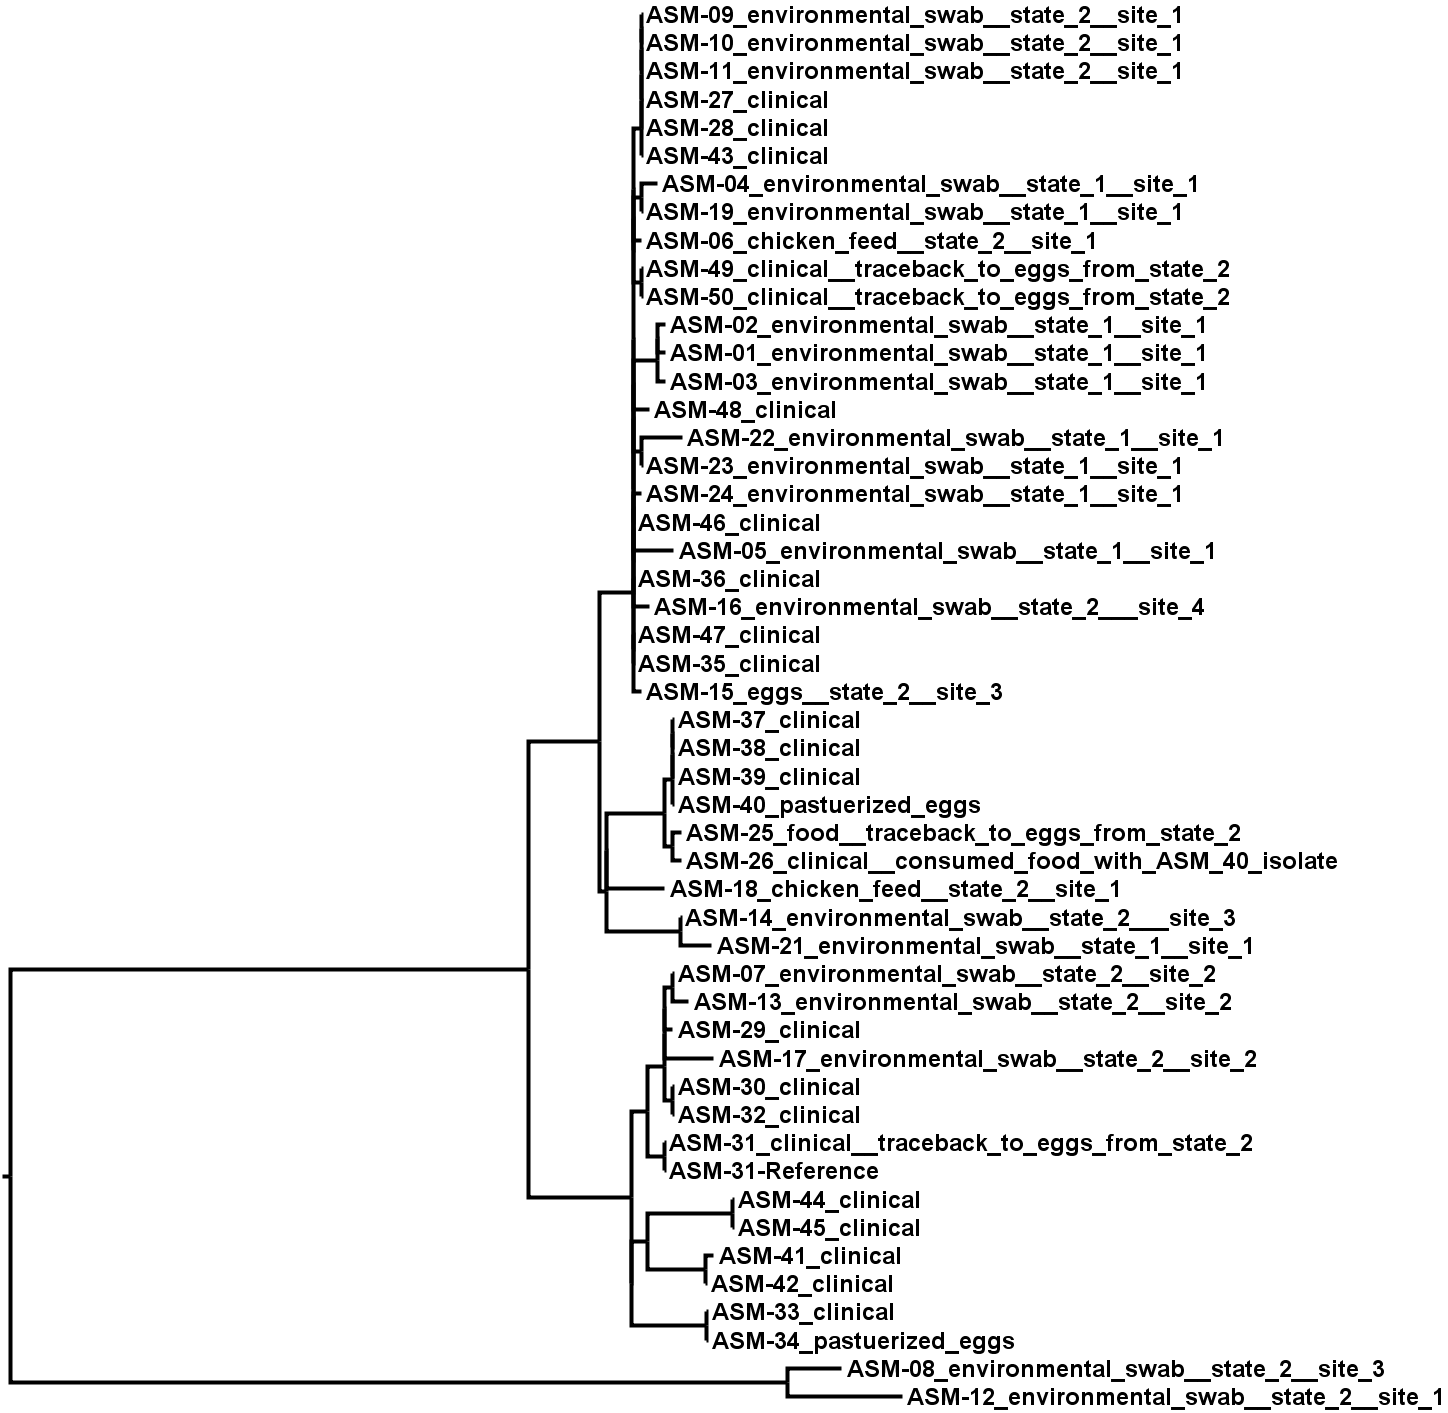 ASM-09_environmental_swab__state_2__site_1
ASM-10_environmental_swab__state_2__site_1
ASM-11_environmental_swab__state_2__site_1
ASM-27_clinical
ASM-28_clinical
ASM-43_clinical
ASM-04_environmental_swab__state_1__site_1
ASM-19_environmental_swab__state_1__site_1
ASM-06_chicken_feed__state_2__site_1
ASM-49_clinical__traceback_to_eggs_from_state_2
ASM-50_clinical__traceback_to_eggs_from_state_2
ASM-02_environmental_swab__state_1__site_1
ASM-01_environmental_swab__state_1__site_1
ASM-03_environmental_swab__state_1__site_1
ASM-48_clinical
ASM-22_environmental_swab__state_1__site_1
ASM-23_environmental_swab__state_1__site_1
ASM-24_environmental_swab__state_1__site_1
ASM-46_clinical
ASM-05_environmental_swab__state_1__site_1
ASM-36_clinical
ASM-16_environmental_swab__state_2___site_4
ASM-47_clinical
ASM-35_clinical
ASM-15_eggs__state_2__site_3
ASM-37_clinical
ASM-38_clinical
ASM-39_clinical
ASM-40_pastuerized_eggs
ASM-25_food__traceback_to_eggs_from_state_2
ASM-26_clinical__consumed_food_with_ASM_40_isolate
ASM-18_chicken_feed__state_2__site_1
ASM-14_environmental_swab__state_2___site_3
ASM-21_environmental_swab__state_1__site_1
ASM-07_environmental_swab__state_2__site_2
ASM-13_environmental_swab__state_2__site_2
ASM-29_clinical
ASM-17_environmental_swab__state_2__site_2
ASM-30_clinical
ASM-32_clinical
ASM-31_clinical__traceback_to_eggs_from_state_2
ASM-31-Reference
ASM-44_clinical
ASM-45_clinical
ASM-41_clinical
ASM-42_clinical
ASM-33_clinical
ASM-34_pastuerized_eggs
ASM-08_environmental_swab__state_2__site_3
ASM-12_environmental_swab__state_2__site_1